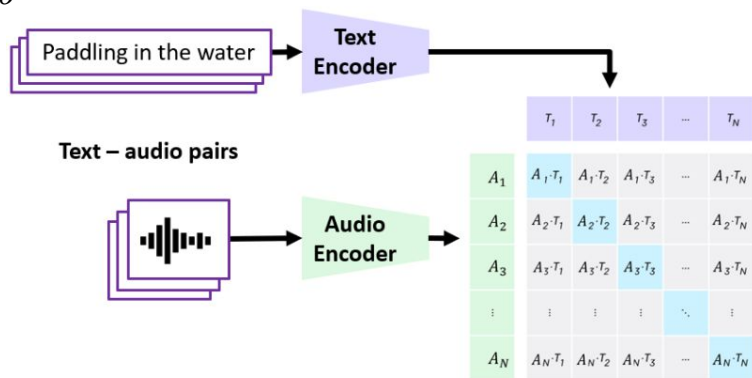 Paddling in the water
Text
Encoder
Text – audio pairs
Audio
Encoder
T1 T2 T3 ... TN
A1 A1·T1 A1·T2 A1·T3 ... A1·TN
A2 A2·T1 A2·T2 A2·T3 ... A2·TN
A3 A3·T1 A3·T2 A3·T3 ... A3·TN
⋮ ⋮ ⋮ ⋮ ⋱ ⋮
AN AN·T1 AN·T2 AN·T3 ... AN·TN